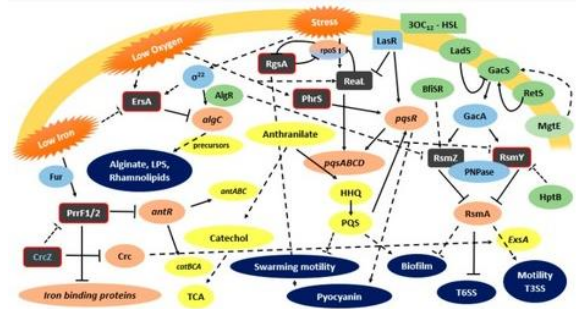 Stress
3OC12 - HSL
Low Oxygen
rpoS
LasR
LadS
RgsA
GacS
σ22
ReaL
BfiSR
RetS
ErsA
AlgR
PhrS
algC
pqsR
GacA
MgtE
Low Iron
precursors
Anthranilate
RsmZ
RsmY
Alginate, LPS,
Rhamnolipids
pqsABCD
PNPase
Fur
antABC
HHQ
HptB
PrrF1/2
antR
PQS
RsmA
Catechol
ExsA
CrcZ
Crc
catBCA
Swarming motility
Biofilm
Motility
T3SS
Iron binding proteins
TCA
Pyocyanin
T6SS